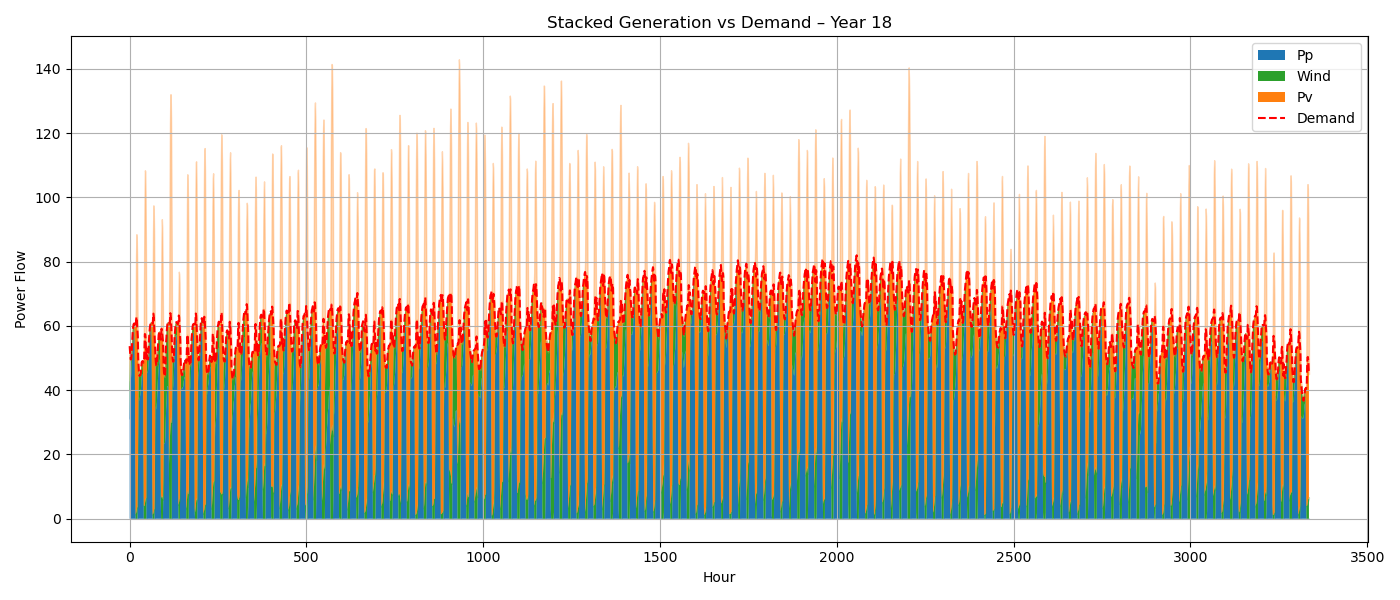 Stacked Generation vs Demand – Year 18
Power Flow
140
120
100
80
60
40
20
0
0 500 1000 1500 2000 2500 3000 3500
Hour
Pp
Wind
Pv
Demand